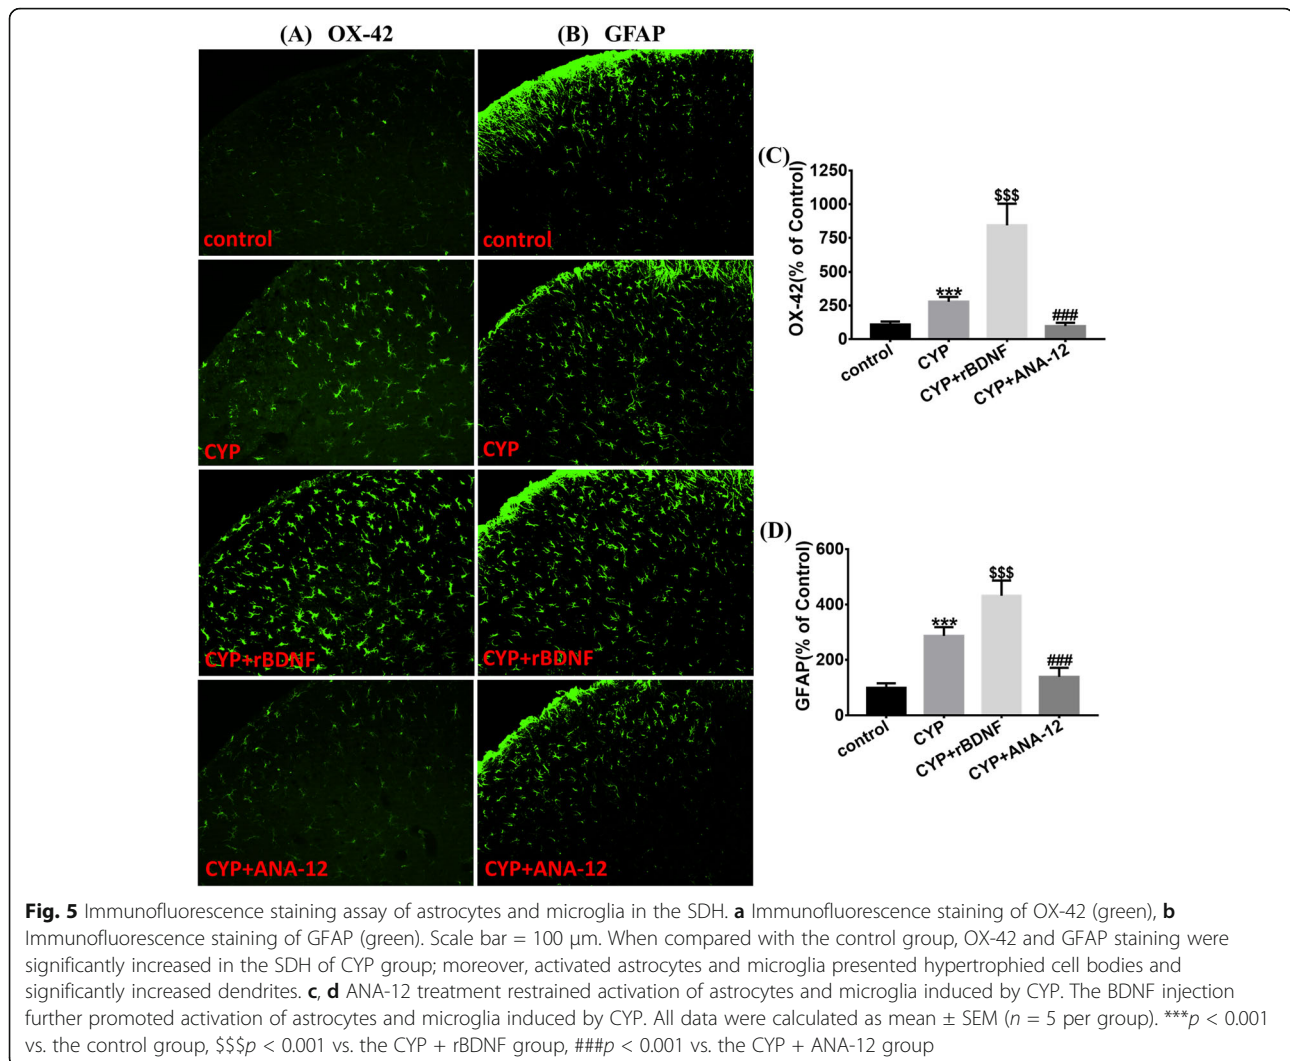 (A) OX-42
(B) GFAP
control
control
CYP
CYP
CYP+rBDNF
CYP+rBDNF
CYP+ANA-12
CYP+ANA-12
(C)
OX-42(% of Control)
1250
1000
750
500
250
0
***
$$$
###
control
CYP
CYP+rBDNF
CYP+ANA-12
(D)
GFAP(% of Control)
600
400
200
0
***
$$$
###
control
CYP
CYP+rBDNF
CYP+ANA-12
Fig. 5 Immunofluorescence staining assay of astrocytes and microglia in the SDH. a Immunofluorescence staining of OX-42 (green), b
Immunofluorescence staining of GFAP (green). Scale bar = 100 μm. When compared with the control group, OX-42 and GFAP staining were
significantly increased in the SDH of CYP group; moreover, activated astrocytes and microglia presented hypertrophied cell bodies and
significantly increased dendrites. c, d ANA-12 treatment restrained activation of astrocytes and microglia induced by CYP. The BDNF injection
further promoted activation of astrocytes and microglia induced by CYP. All data were calculated as mean ± SEM (n = 5 per group). ***p < 0.001
vs. the control group, $$$p < 0.001 vs. the CYP + rBDNF group, ###p < 0.001 vs. the CYP + ANA-12 group